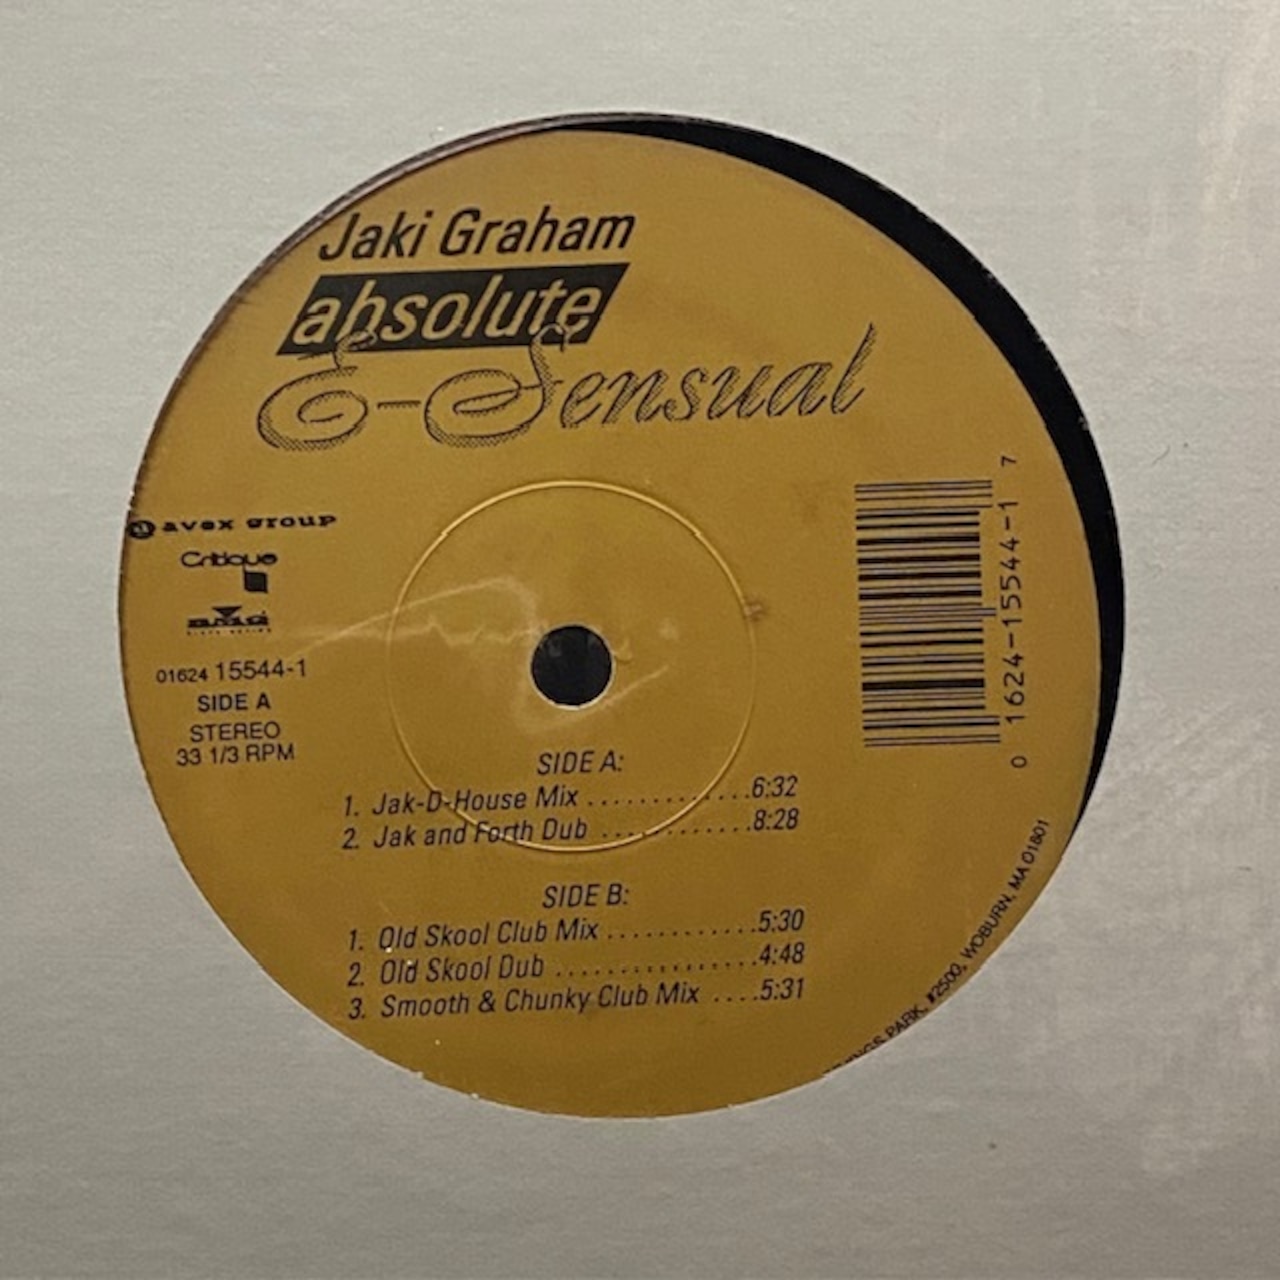 Jaki Graham
absolute
E-Sensual
avex group
Critique
BMG
01624 15544-1
SIDE A
STEREO
33 1/3 RPM
0 1624-15544-1 7
SIDE A:
1. Jak-D-House Mix .............6:32
2. Jak and Forth Dub ............8:28
SIDE B:
1. Old Skool Club Mix ............5:30
2. Old Skool Dub ................4:48
3. Smooth & Chunky Club Mix ....5:31
PARK, #2500, WOBURN, MA 01801